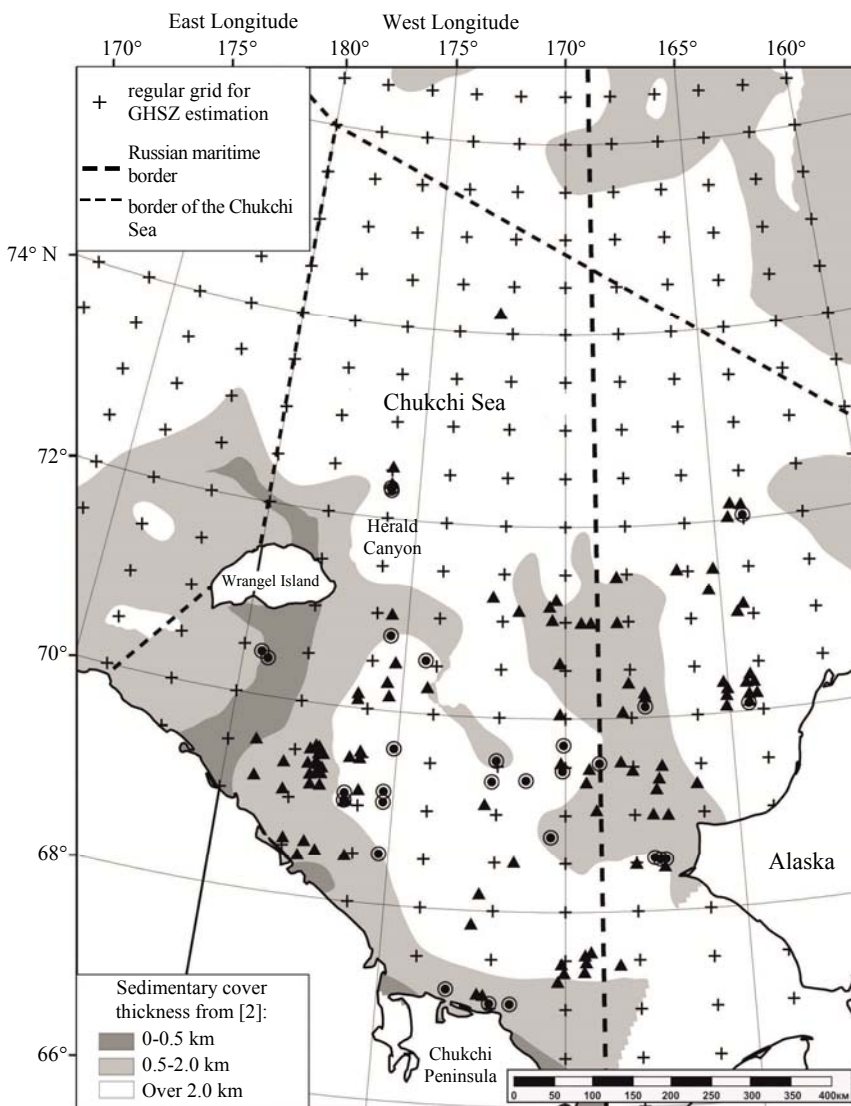 East Longitude West Longitude
170° 175° 180° 175° 170° 165° 160°
regular grid for
GHSZ estimation
Russian maritime
border
border of the Chukchi
Sea
74° N
Chukchi Sea
72°
Herald
Canyon
Wrangel Island
70°
68°
Alaska
Sedimentary cover
thickness from [2]:
0-0.5 km
0.5-2.0 km
Over 2.0 km
66°
Chukchi
Peninsula
0 50 100 150 200 250 300 350 400км